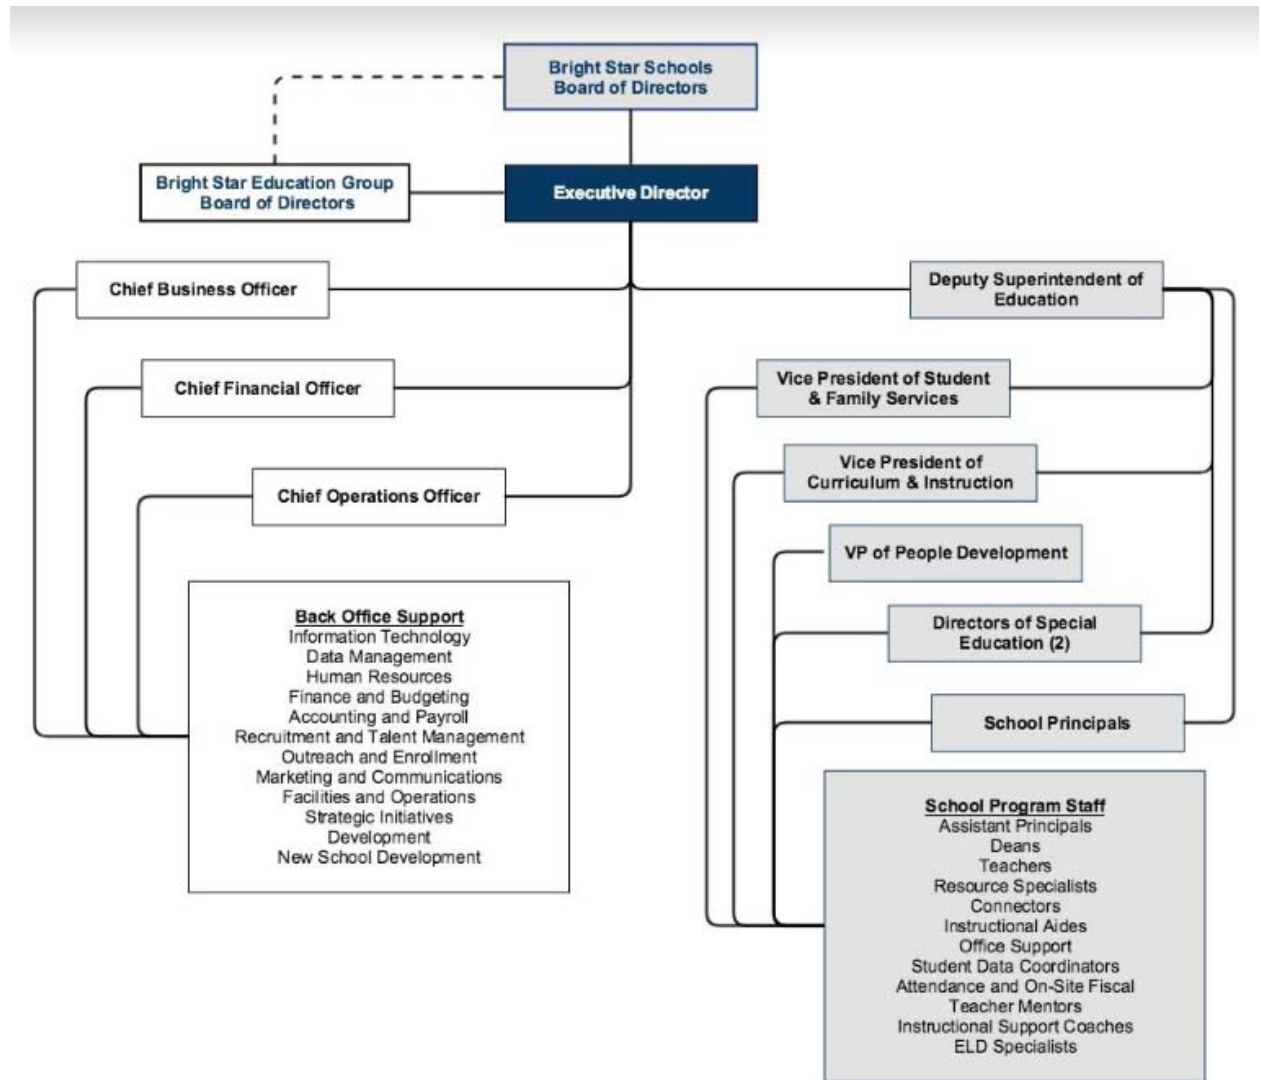 Bright Star Schools
Board of Directors
Bright Star Education Group
Board of Directors
Executive Director
Chief Business Officer
Deputy Superintendent of
Education
Chief Financial Officer
Vice President of Student
& Family Services
Vice President of
Curriculum & Instruction
Chief Operations Officer
VP of People Development
Directors of Special
Education (2)
School Principals
Back Office Support
Information Technology
Data Management
Human Resources
Finance and Budgeting
Accounting and Payroll
Recruitment and Talent Management
Outreach and Enrollment
Marketing and Communications
Facilities and Operations
Strategic Initiatives
Development
New School Development
School Program Staff
Assistant Principals
Deans
Teachers
Resource Specialists
Connectors
Instructional Aides
Office Support
Student Data Coordinators
Attendance and On-Site Fiscal
Teacher Mentors
Instructional Support Coaches
ELD Specialists